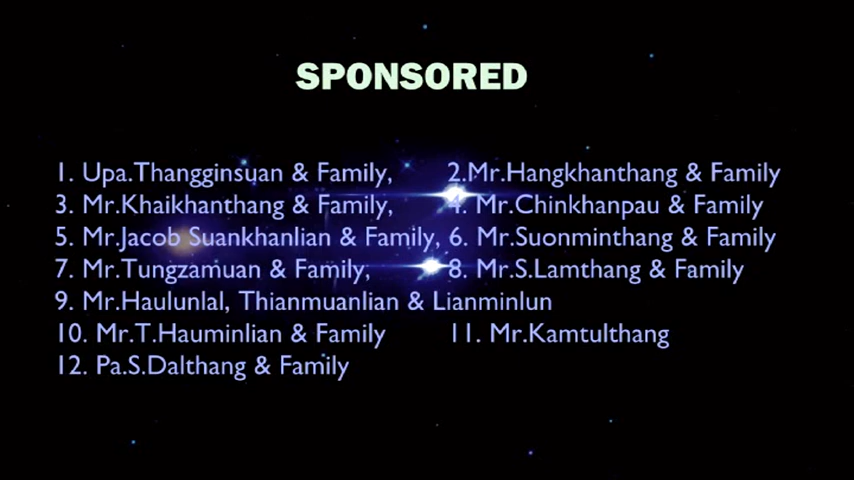 SPONSORED
1. Upa.Thangginsuan & Family, 2.Mr.Hangkhanthang & Family
3. Mr.Khaikhanthang & Family, 4. Mr.Chinkhanpau & Family
5. Mr.Jacob Suankhanlian & Family, 6. Mr.Suonminthang & Family
7. Mr.Tungzamuan & Family, 8. Mr.S.Lamthang & Family
9. Mr.Haulunlal, Thianmuanlian & Lianminlun
10. Mr.T.Hauminlian & Family 11. Mr.Kamtulthang
12. Pa.S.Dalthang & Family